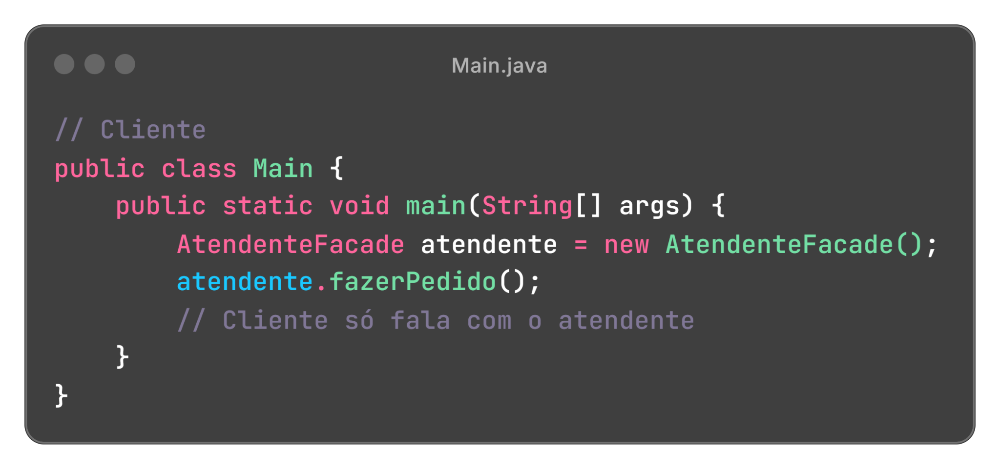 Main.java
// Cliente
public class Main {
    public static void main(String[] args) {
        AtendenteFacade atendente = new AtendenteFacade();
        atendente.fazerPedido();
        // Cliente só fala com o atendente
    }
}